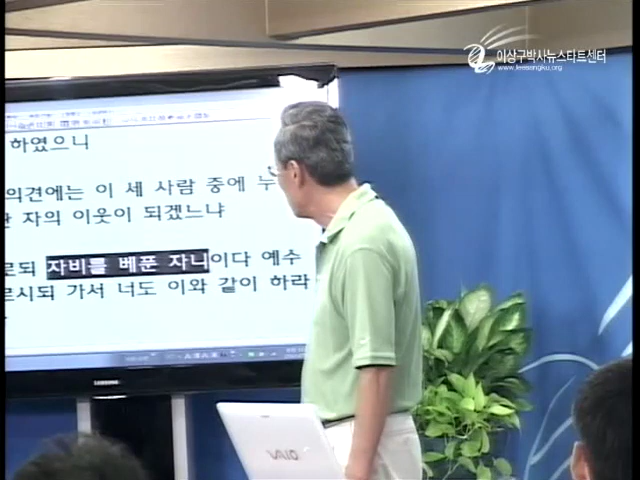 이상구박사뉴스타트센터
www.leesangku.org
하였으니
의견에는 이 세 사람 중에
자의 이웃이 되겠느냐
로되 자비를 베푼 자니이다 예수
르시되 가서 너도 이와 같이 하라
SAMSUNG
VAIO